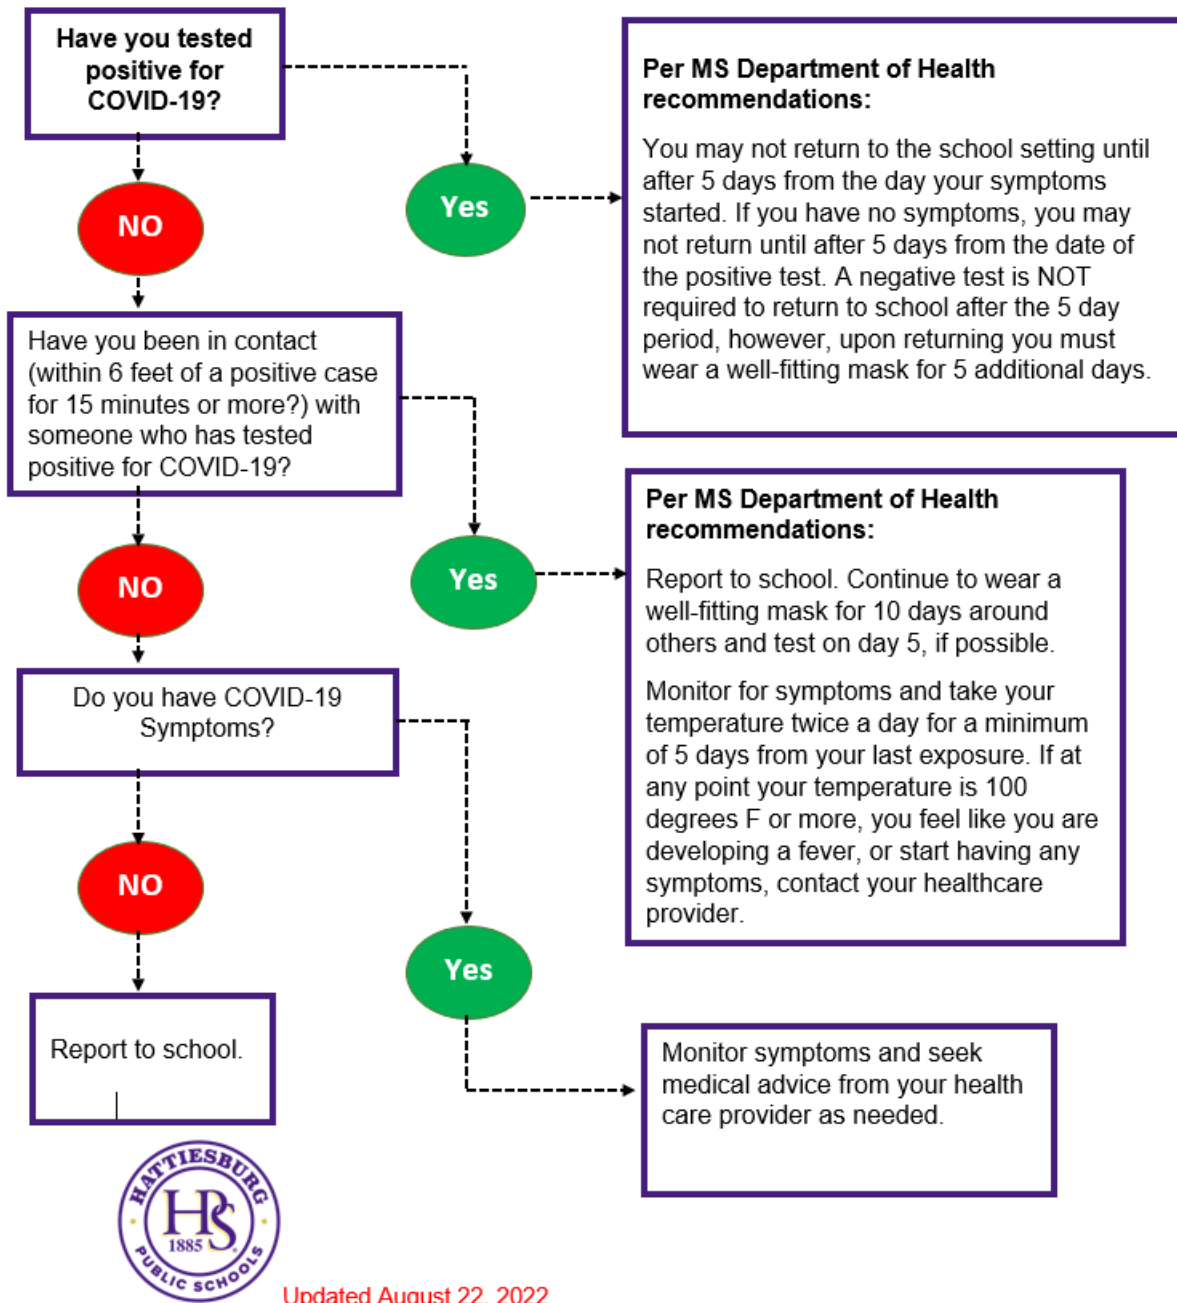 Have you tested
positive for
COVID-19?
Yes
Per MS Department of Health
recommendations:
You may not return to the school setting until
after 5 days from the day your symptoms
started. If you have no symptoms, you may
not return until after 5 days from the date of
the positive test. A negative test is NOT
required to return to school after the 5 day
period, however, upon returning you must
wear a well-fitting mask for 5 additional days.
NO
Have you been in contact
(within 6 feet of a positive case
for 15 minutes or more?) with
someone who has tested
positive for COVID-19?
Yes
Per MS Department of Health
recommendations:
Report to school. Continue to wear a
well-fitting mask for 10 days around
others and test on day 5, if possible.
Monitor for symptoms and take your
temperature twice a day for a minimum
of 5 days from your last exposure. If at
any point your temperature is 100
degrees F or more, you feel like you are
developing a fever, or start having any
symptoms, contact your healthcare
provider.
NO
Do you have COVID-19
Symptoms?
Yes
Monitor symptoms and seek
medical advice from your health
care provider as needed.
NO
Report to school.
HATTIESBURG
HPS
1885
PUBLIC SCHOOLS
Updated August 22, 2022